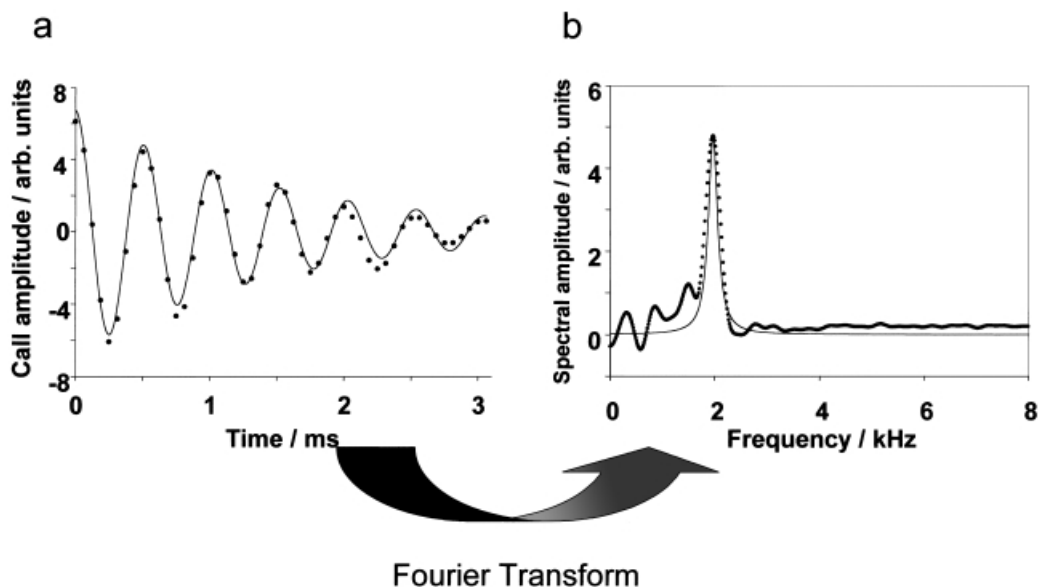 a
Call amplitude / arb. units
8
4
0
-4
-8
0 1 2 3
Time / ms
b
Spectral amplitude / arb. units
6
4
2
0
0 2 4 6 8
Frequency / kHz
Fourier Transform